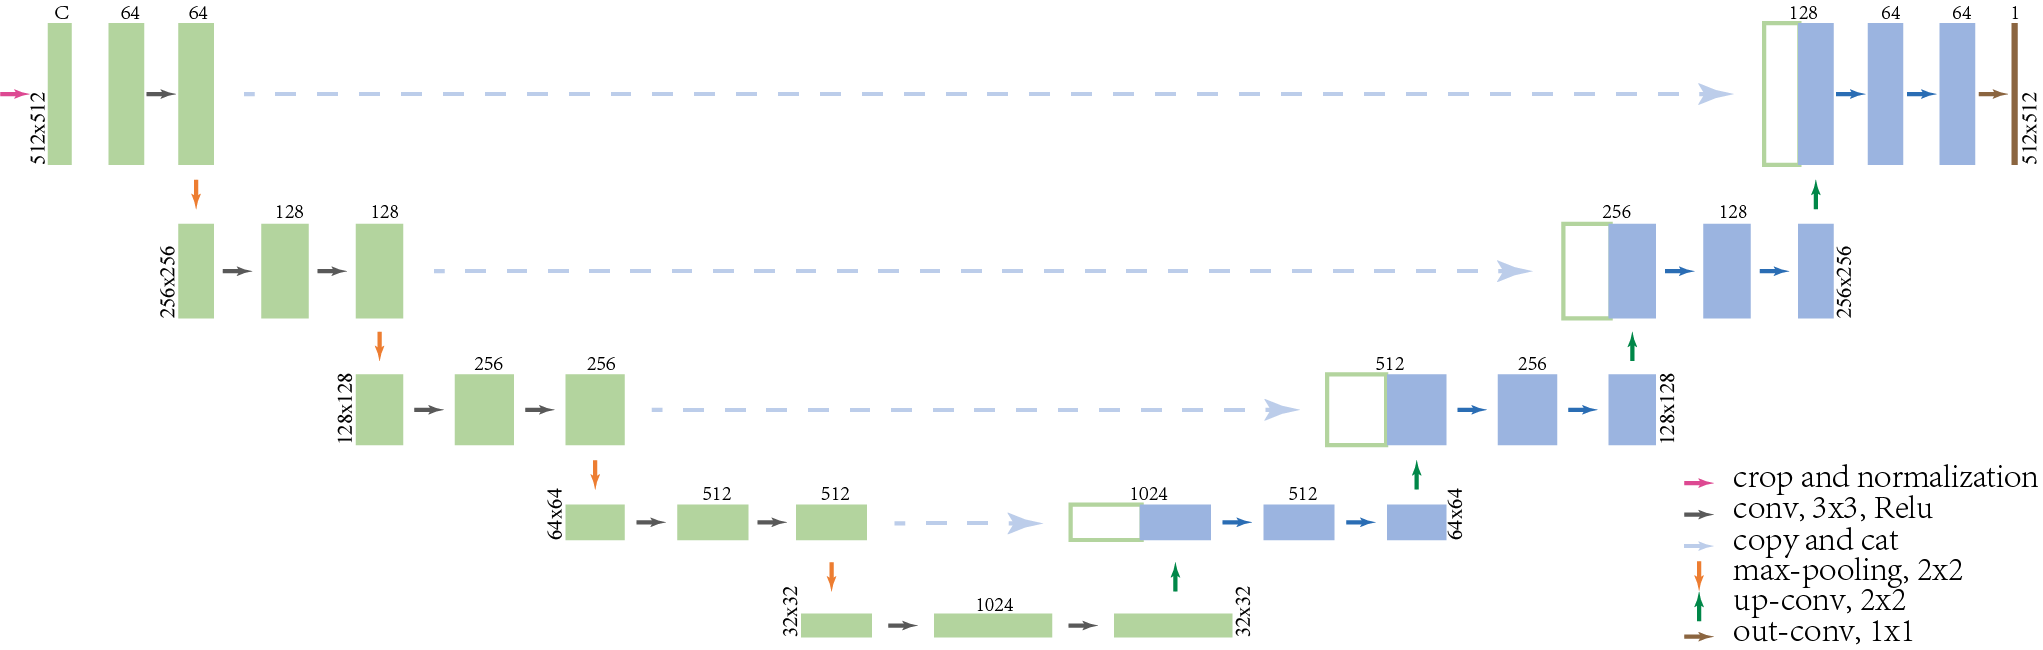 C 64 64 128 64 64 1
512x512 512x512
128 128 256 128
256x256 256x256
256 256 512 256
128x128 128x128
512 512 1024 512
64x64 64x64
1024
32x32 32x32
crop and normalization
conv, 3x3, Relu
copy and cat
max-pooling, 2x2
up-conv, 2x2
out-conv, 1x1